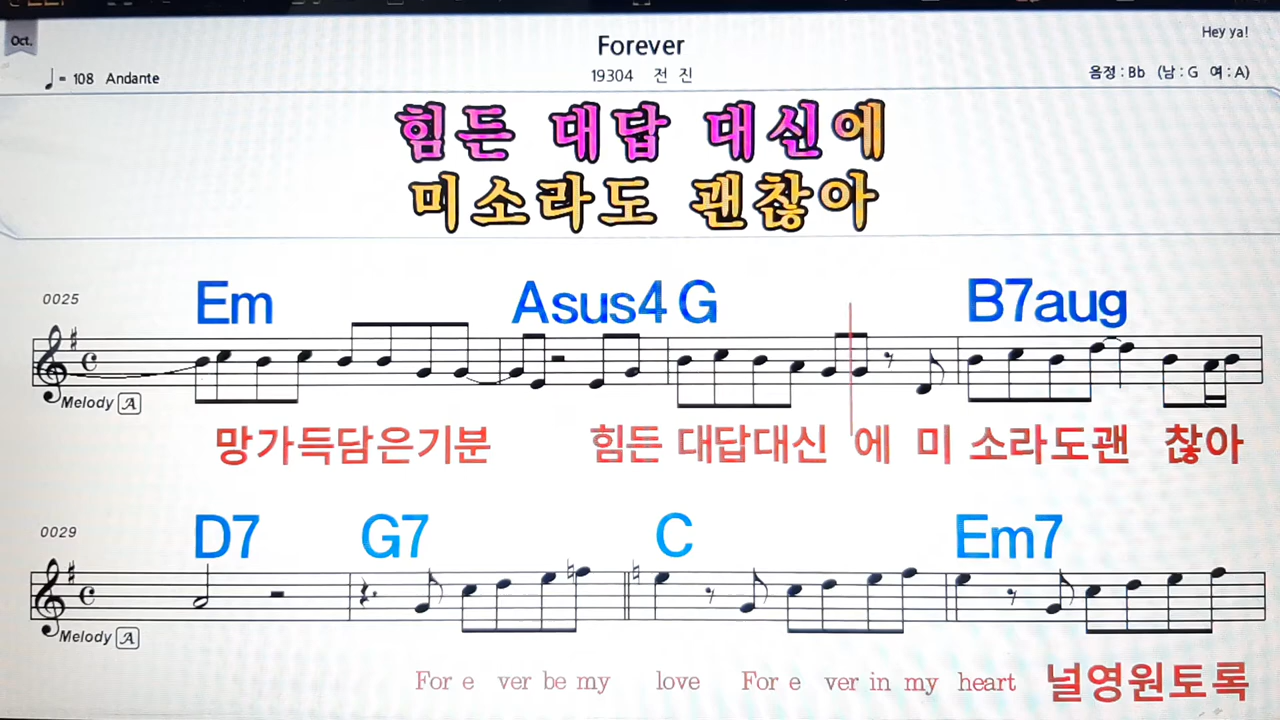 Oct.
Forever
Hey ya!
♩= 108 Andante
19304 전 진
음정 : Bb (남 : G 여 : A)
힘든 대답 대신에
미소라도 괜찮아
0025
Em Asus4 G B7aug
Melody A
망가득담은기분 힘든 대답대신 에 미 소라도괜 찮아
0029
D7 G7 C Em7
Melody A
For e ver be my love For e ver in my heart 널영원토록